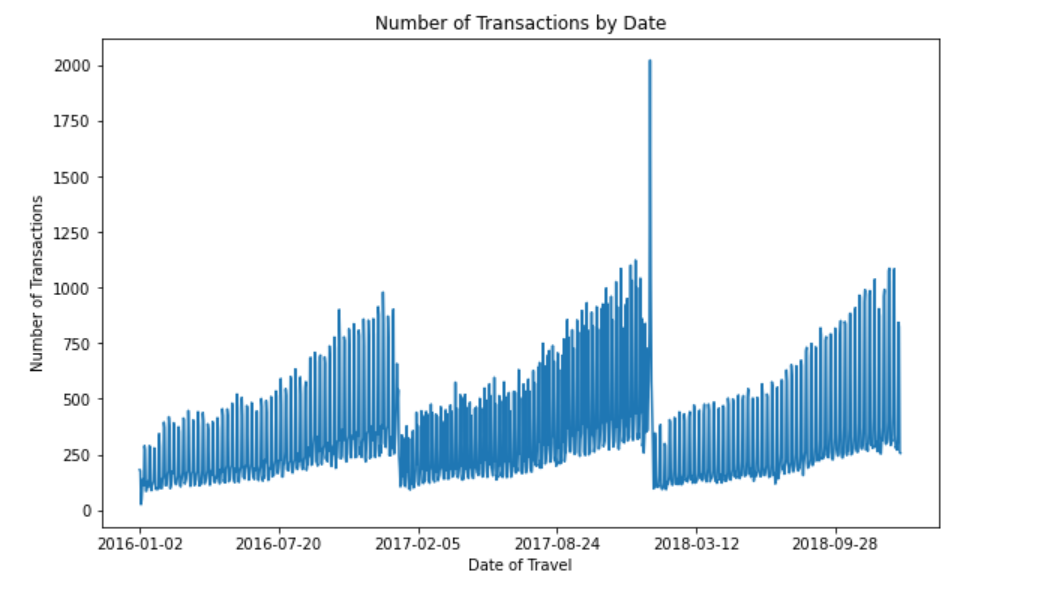 Number of Transactions by Date
Number of Transactions
2000
1750
1500
1250
1000
750
500
250
0
2016-01-02 2016-07-20 2017-02-05 2017-08-24 2018-03-12 2018-09-28
Date of Travel